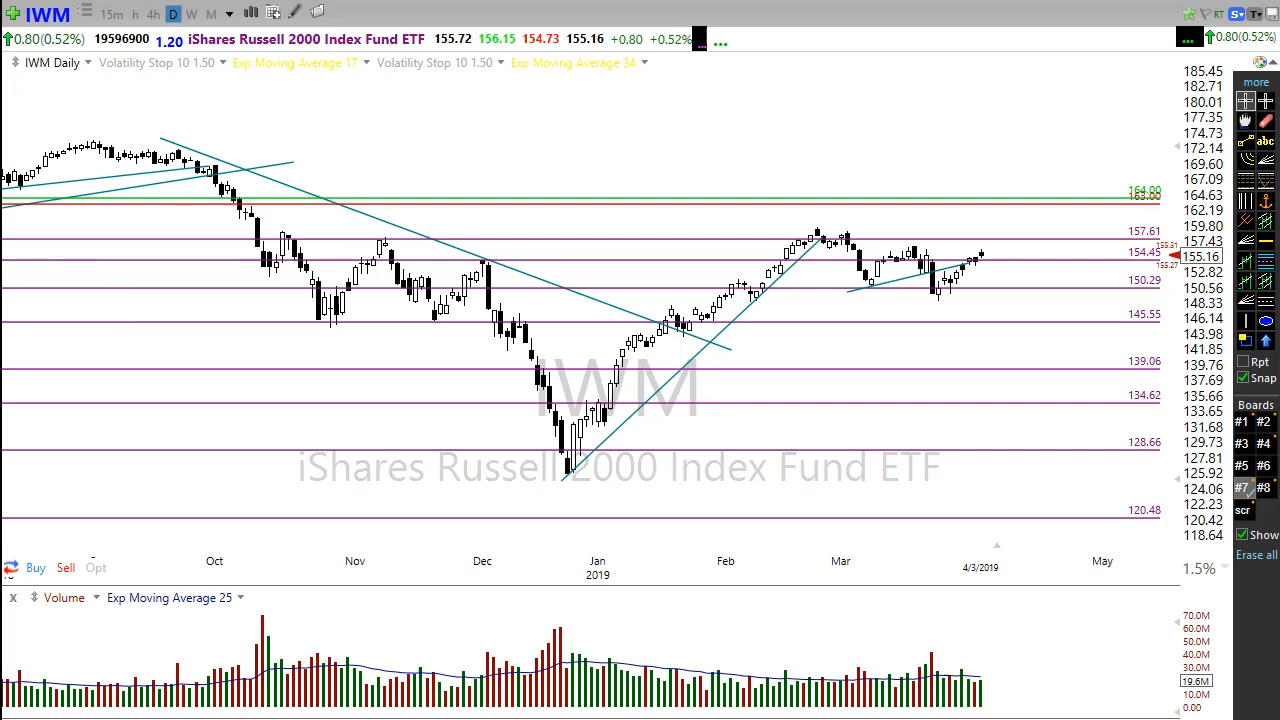 IWM 15m h 4h D W M RT S T
0.80(0.52%) 19596900 1.20 iShares Russell 2000 Index Fund ETF 155.72 156.15 154.73 155.16 +0.80 +0.52% ... ... ... 0.80(0.52%)
IWM Daily Volatility Stop 10 1.50 Exp Moving Average 17 Volatility Stop 10 1.50 Exp Moving Average 34
more
abc
185.45
182.71
180.01
177.35
174.73
172.14
169.60
167.09
164.63
162.19
159.80
157.43
155.16
152.82
150.56
148.33
146.14
143.98
141.85
139.76
137.69
135.66
133.65
131.68
129.73
127.81
125.92
124.06
122.23
120.42
118.64
164.00
163.00
157.61
155.31
154.45
155.27
150.29
145.55
139.06
134.62
128.66
120.48
IWM
iShares Russell 2000 Index Fund ETF
Rpt
Snap
Boards
#1 #2
#3 #4
#5 #6
#7 #8
scr
Show
Erase all
Oct Nov Dec Jan Feb Mar May
2019 4/3/2019
Buy Sell Opt 1.5%
X Volume Exp Moving Average 25
70.0M
60.0M
50.0M
40.0M
30.0M
19.6M
10.0M
0.00